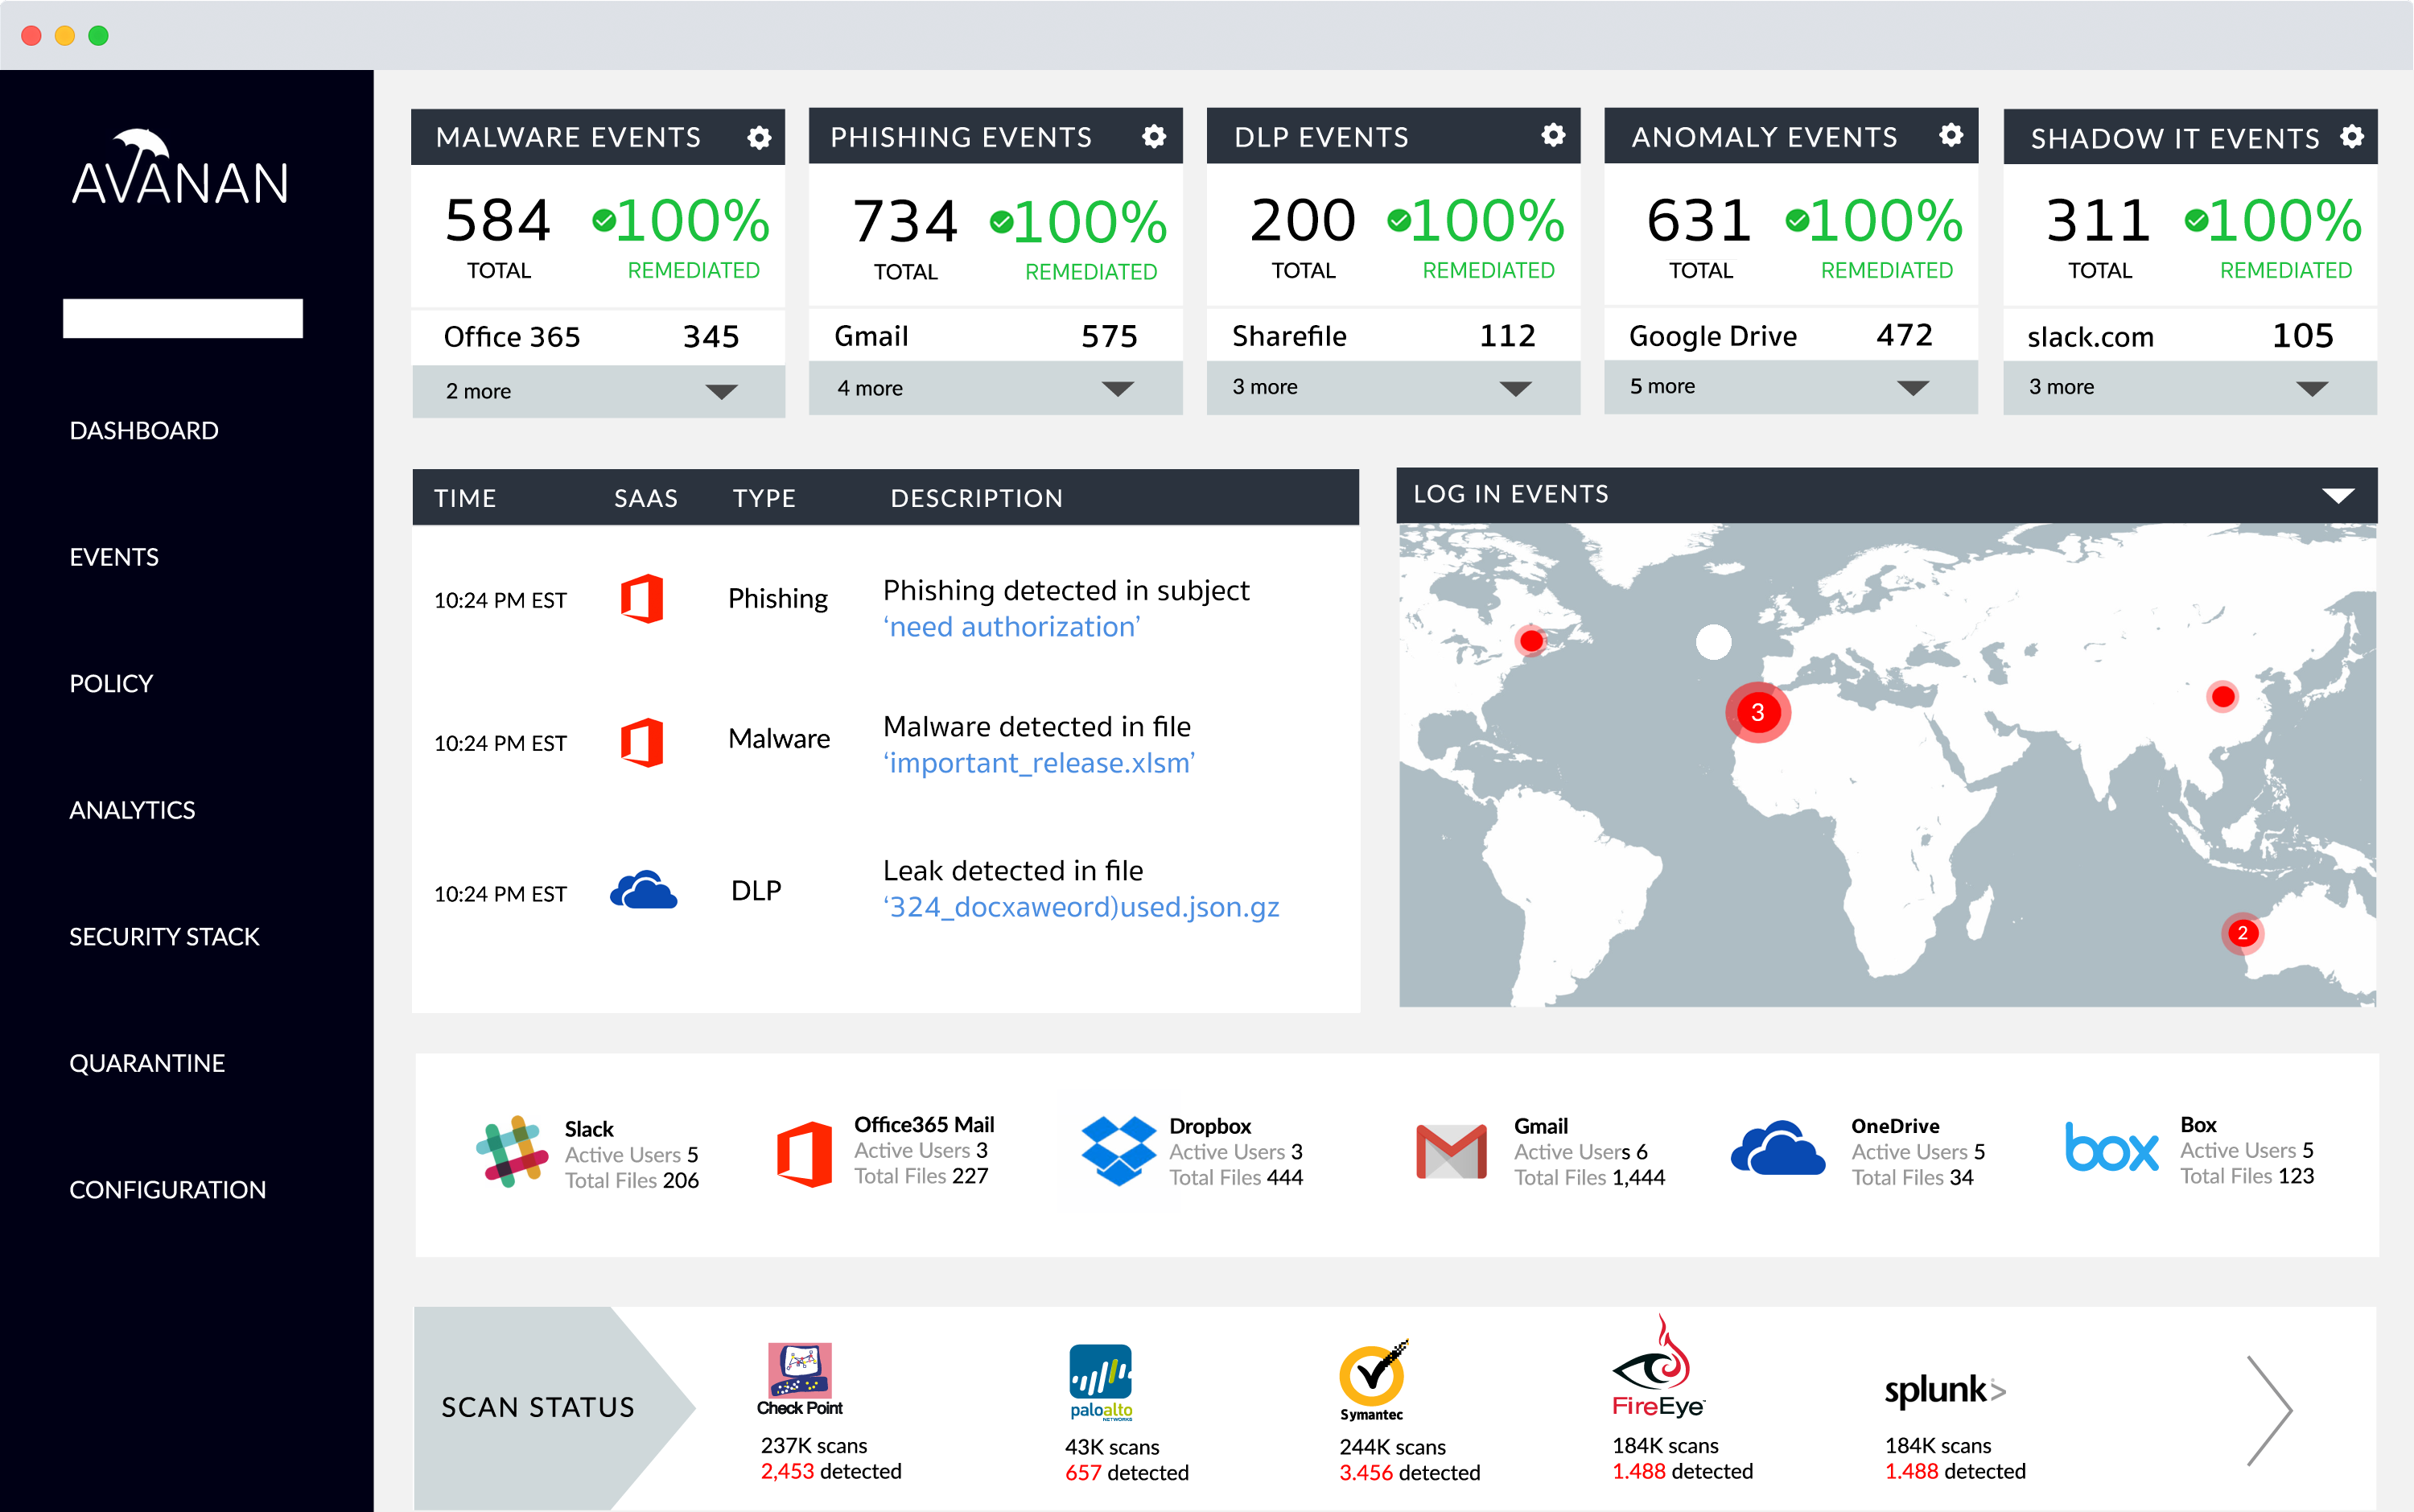 AVANAN
DASHBOARD
EVENTS
POLICY
ANALYTICS
SECURITY STACK
QUARANTINE
CONFIGURATION
MALWARE EVENTS
584 100%
TOTAL REMEDIATED
Office 365 345
2 more
PHISHING EVENTS
734 100%
TOTAL REMEDIATED
Gmail 575
4 more
DLP EVENTS
200 100%
TOTAL REMEDIATED
Sharefile 112
3 more
ANOMALY EVENTS
631 100%
TOTAL REMEDIATED
Google Drive 472
5 more
SHADOW IT EVENTS
311 100%
TOTAL REMEDIATED
slack.com 105
3 more
TIME SAAS TYPE DESCRIPTION
10:24 PM EST Phishing Phishing detected in subject
‘need authorization’
10:24 PM EST Malware Malware detected in file
‘important_release.xlsm’
10:24 PM EST DLP Leak detected in file
‘324_docxaweord)used.json.gz
LOG IN EVENTS
3
2
Slack
Active Users 5
Total Files 206
Office365 Mail
Active Users 3
Total Files 227
Dropbox
Active Users 3
Total Files 444
Gmail
Active Users 6
Total Files 1,444
OneDrive
Active Users 5
Total Files 34
box
Box
Active Users 5
Total Files 123
SCAN STATUS
Check Point
237K scans
2,453 detected
paloalto
NETWORKS
43K scans
657 detected
Symantec
244K scans
3.456 detected
FireEye™
184K scans
1.488 detected
splunk>
184K scans
1.488 detected